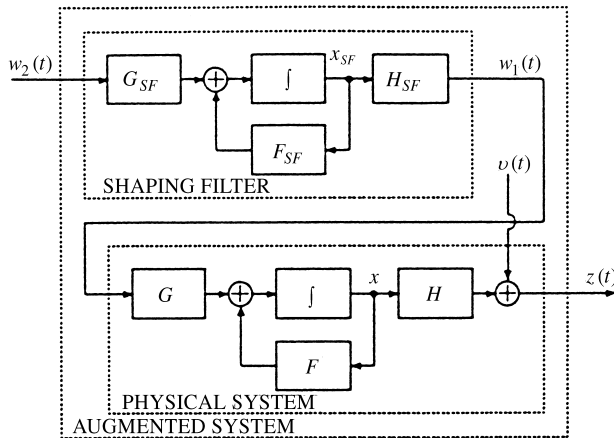 w₂(t)
G_SF
∫
x_SF
H_SF
w₁(t)
F_SF
SHAPING FILTER
υ(t)
G
∫
x
H
z(t)
F
PHYSICAL SYSTEM
AUGMENTED SYSTEM